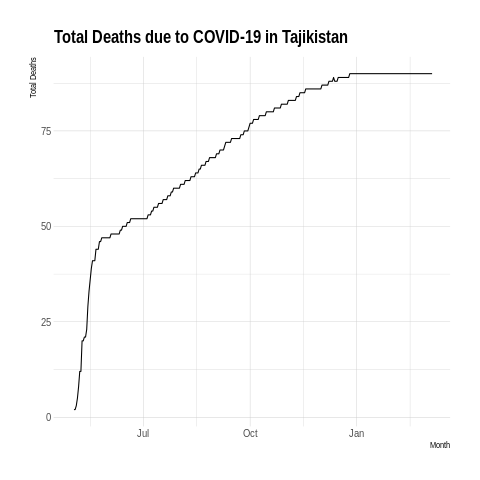 Total Deaths due to COVID-19 in Tajikistan
Total Deaths
75
50
25
0
Jul Oct Jan
Month